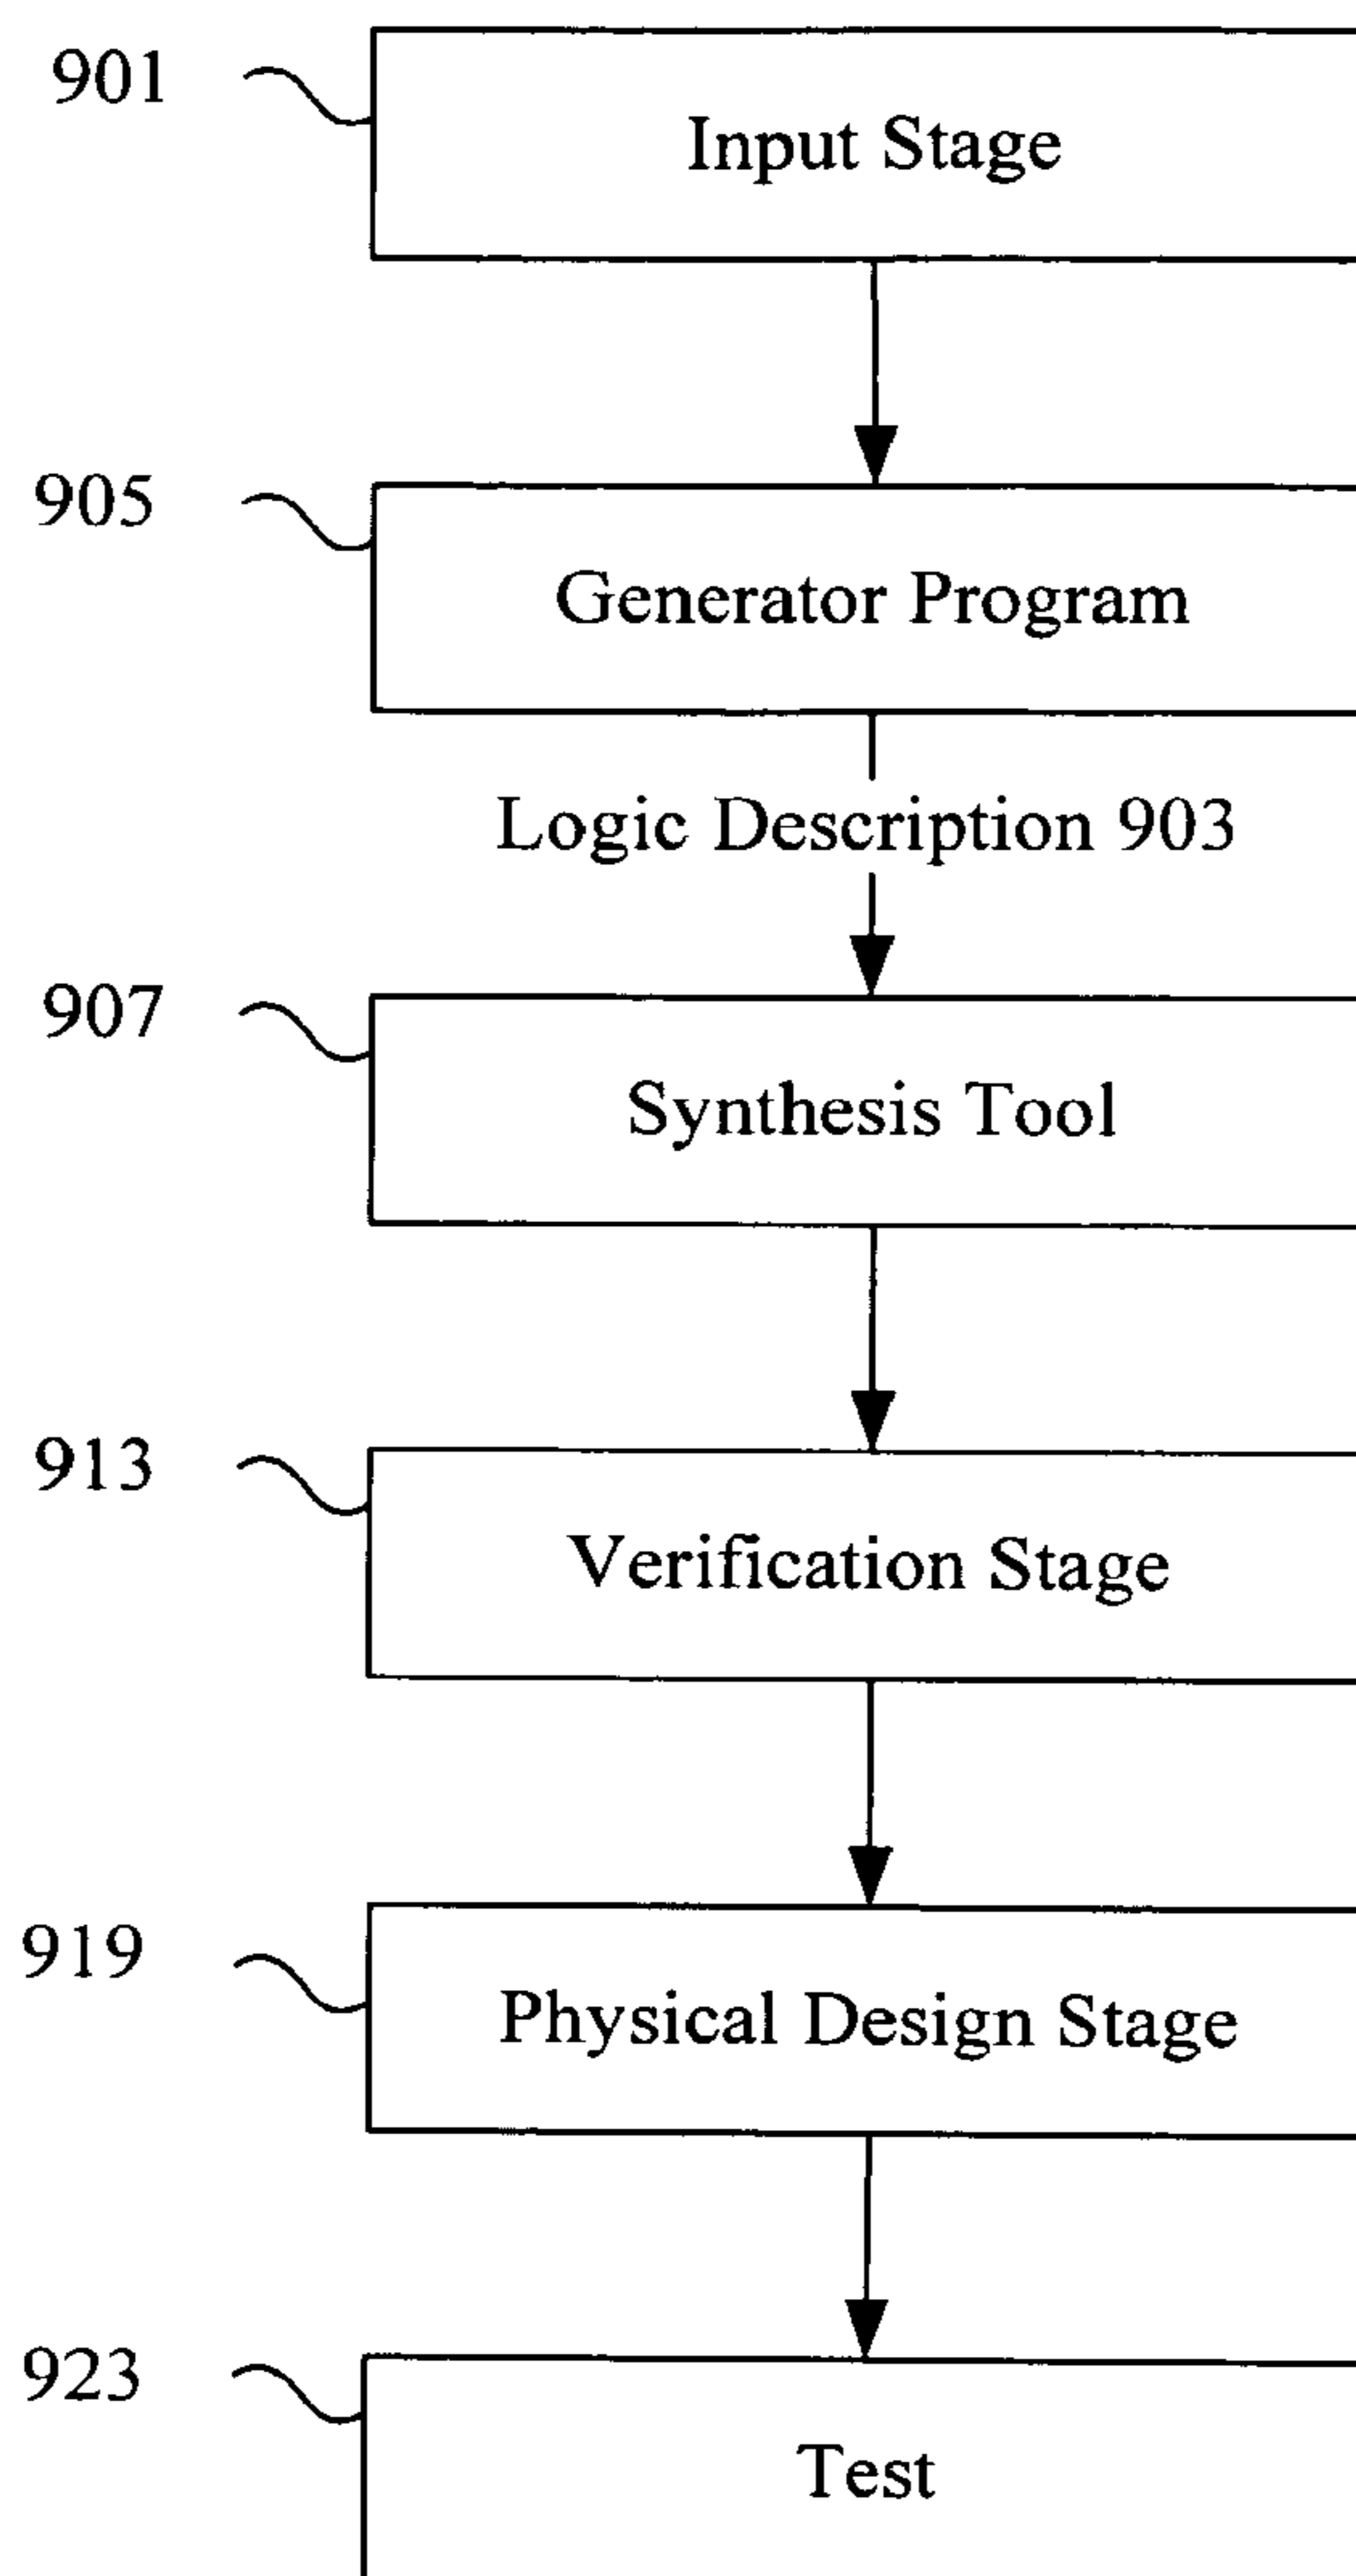 901
Input Stage
905
Generator Program
Logic Description 903
907
Synthesis Tool
913
Verification Stage
919
Physical Design Stage
923
Test